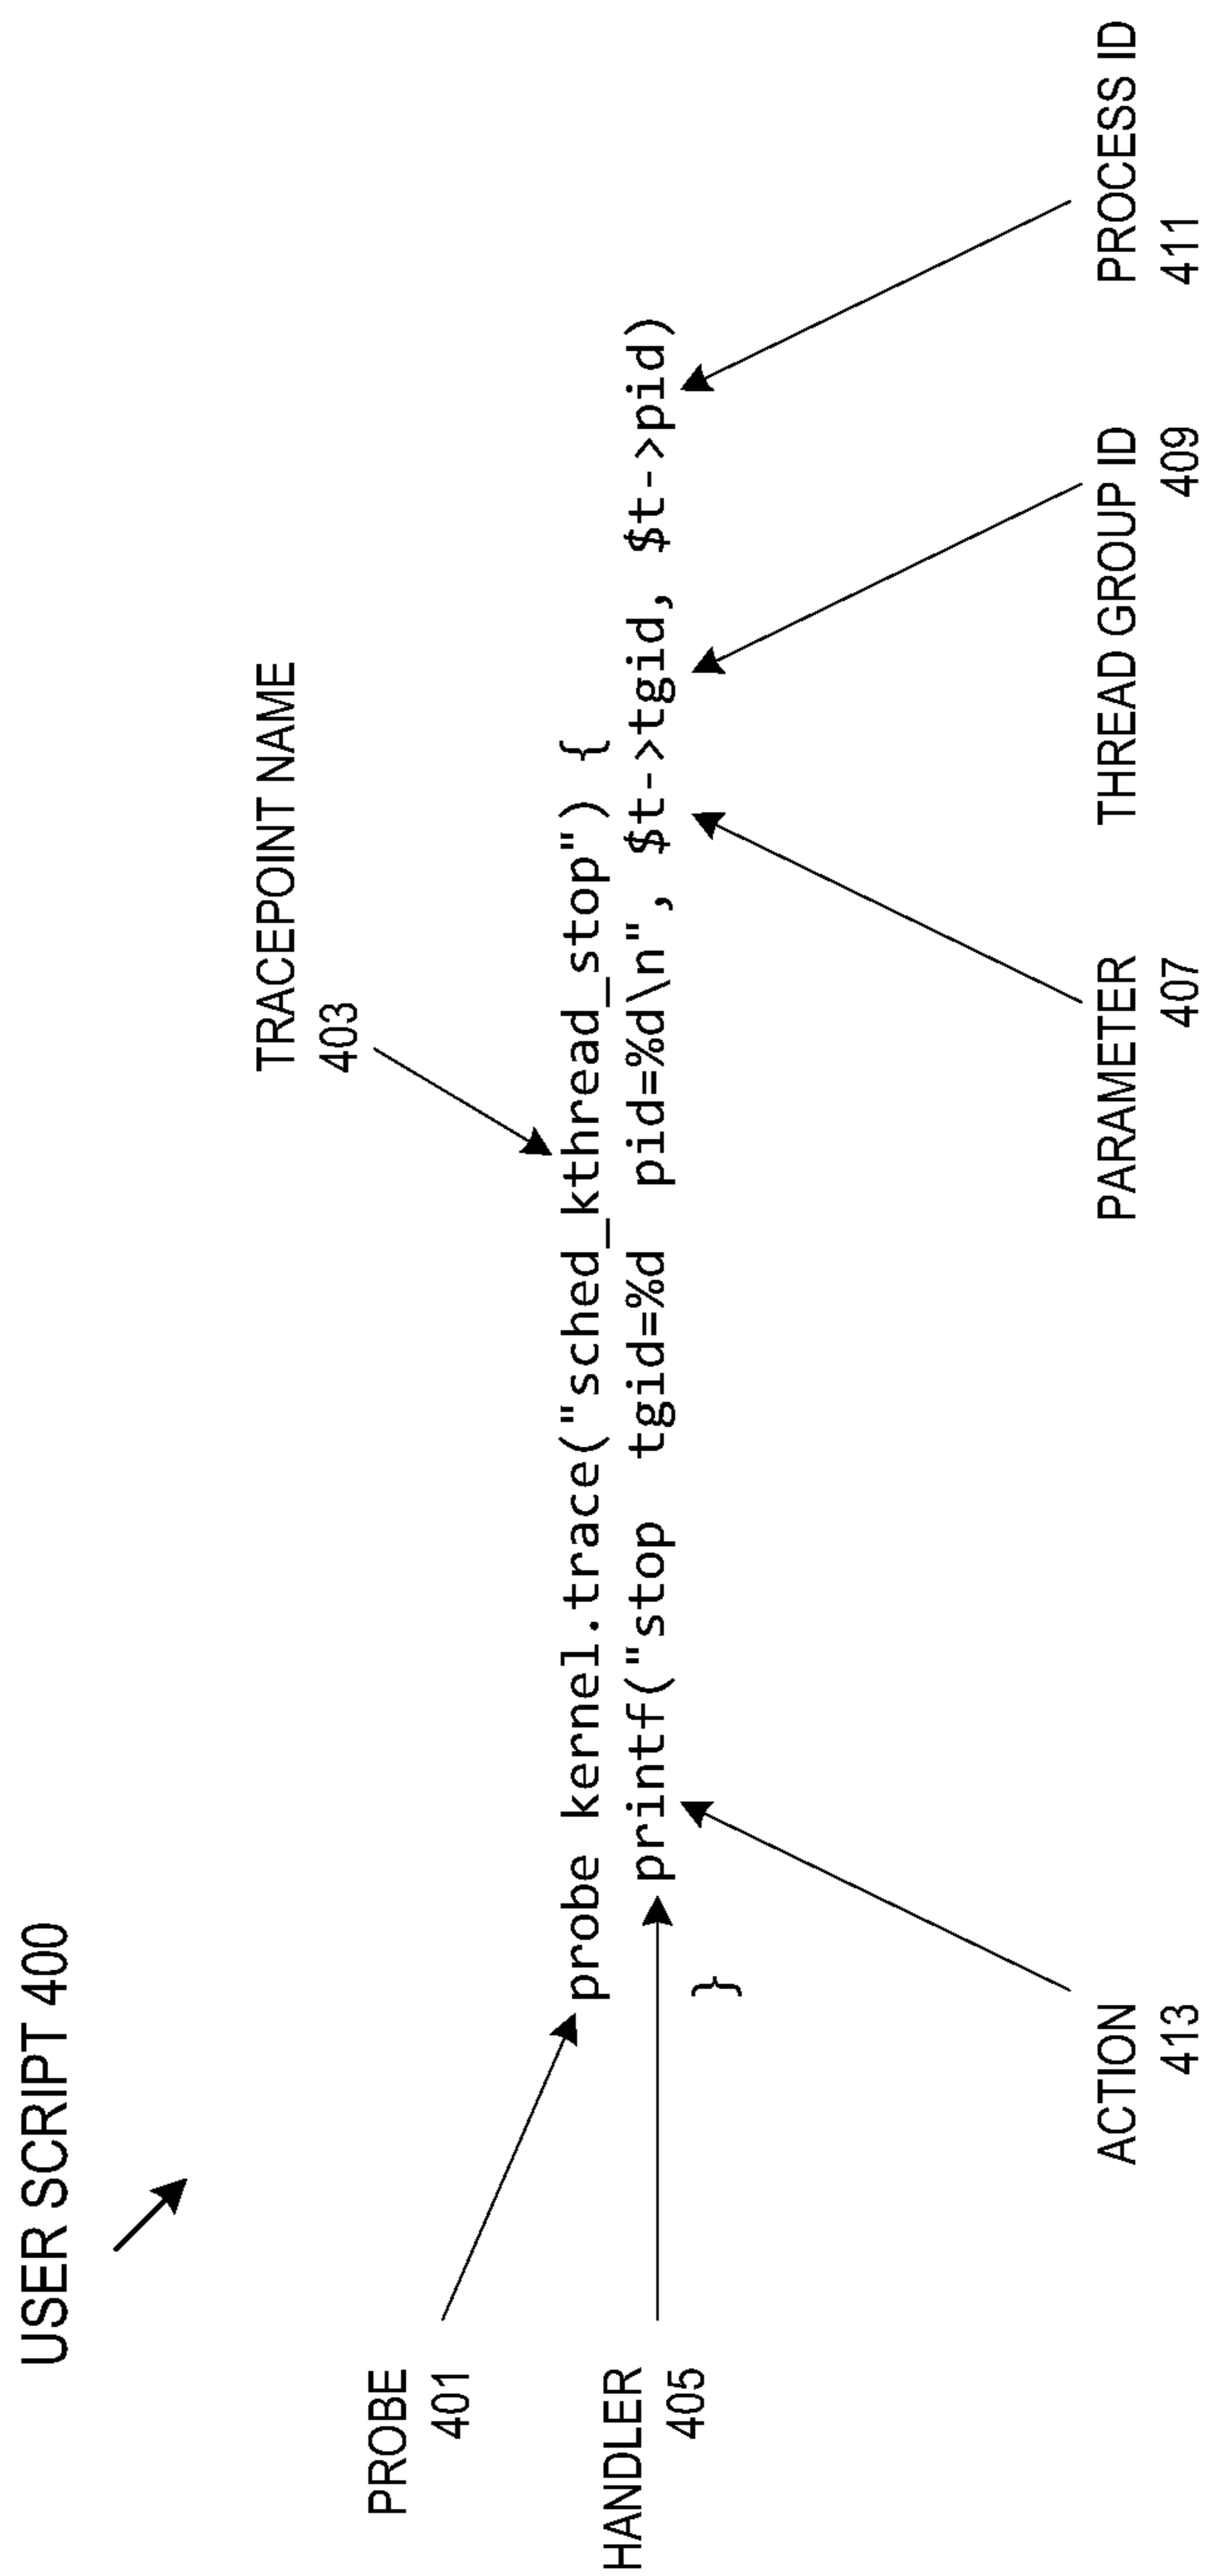 USER SCRIPT 400
TRACEPOINT NAME
403
PROBE
401
probe kernel.trace("sched_kthread_stop") {
HANDLER
405
printf("stop  tgid=%d  pid=%d\n", $t->tgid, $t->pid)
}
ACTION
413
PARAMETER
407
THREAD GROUP ID
409
PROCESS ID
411